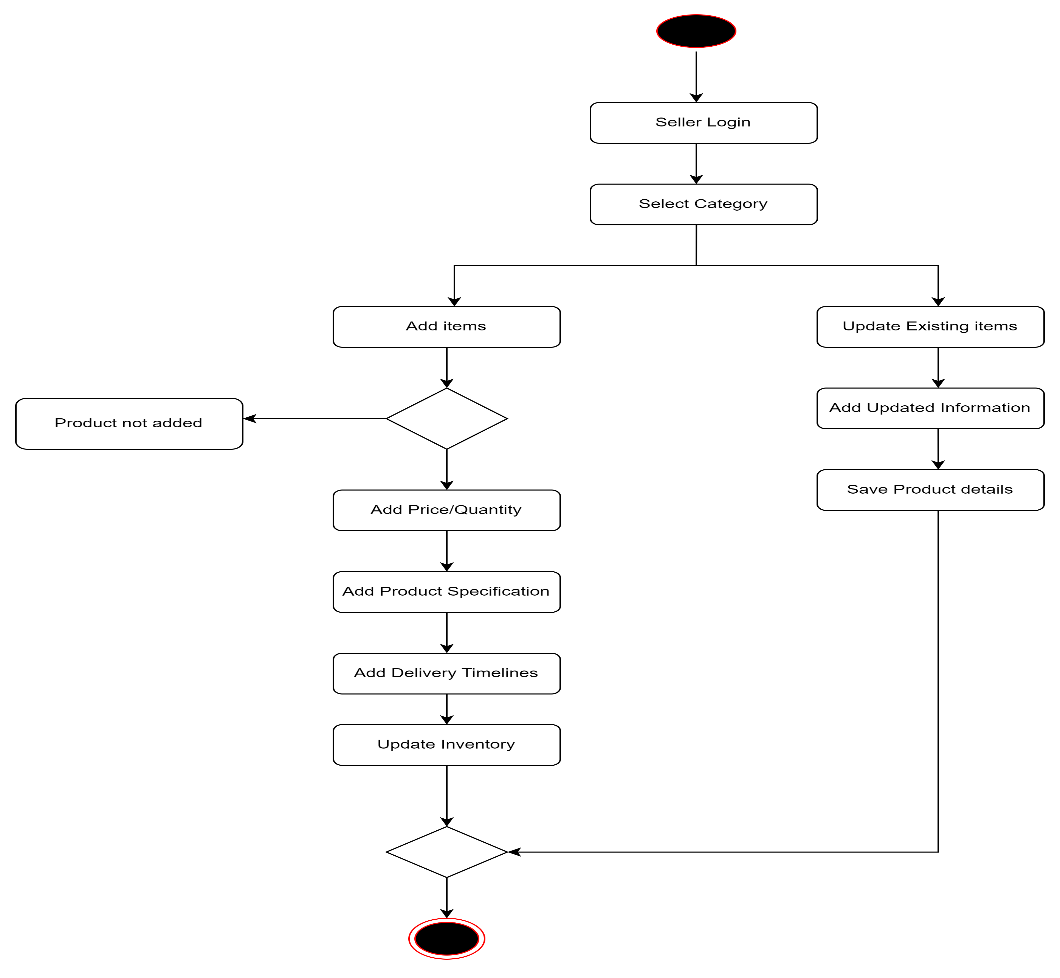 Seller Login
Select Category
Add items
Update Existing items
Product not added
Add Updated Information
Add Price/Quantity
Save Product details
Add Product Specification
Add Delivery Timelines
Update Inventory